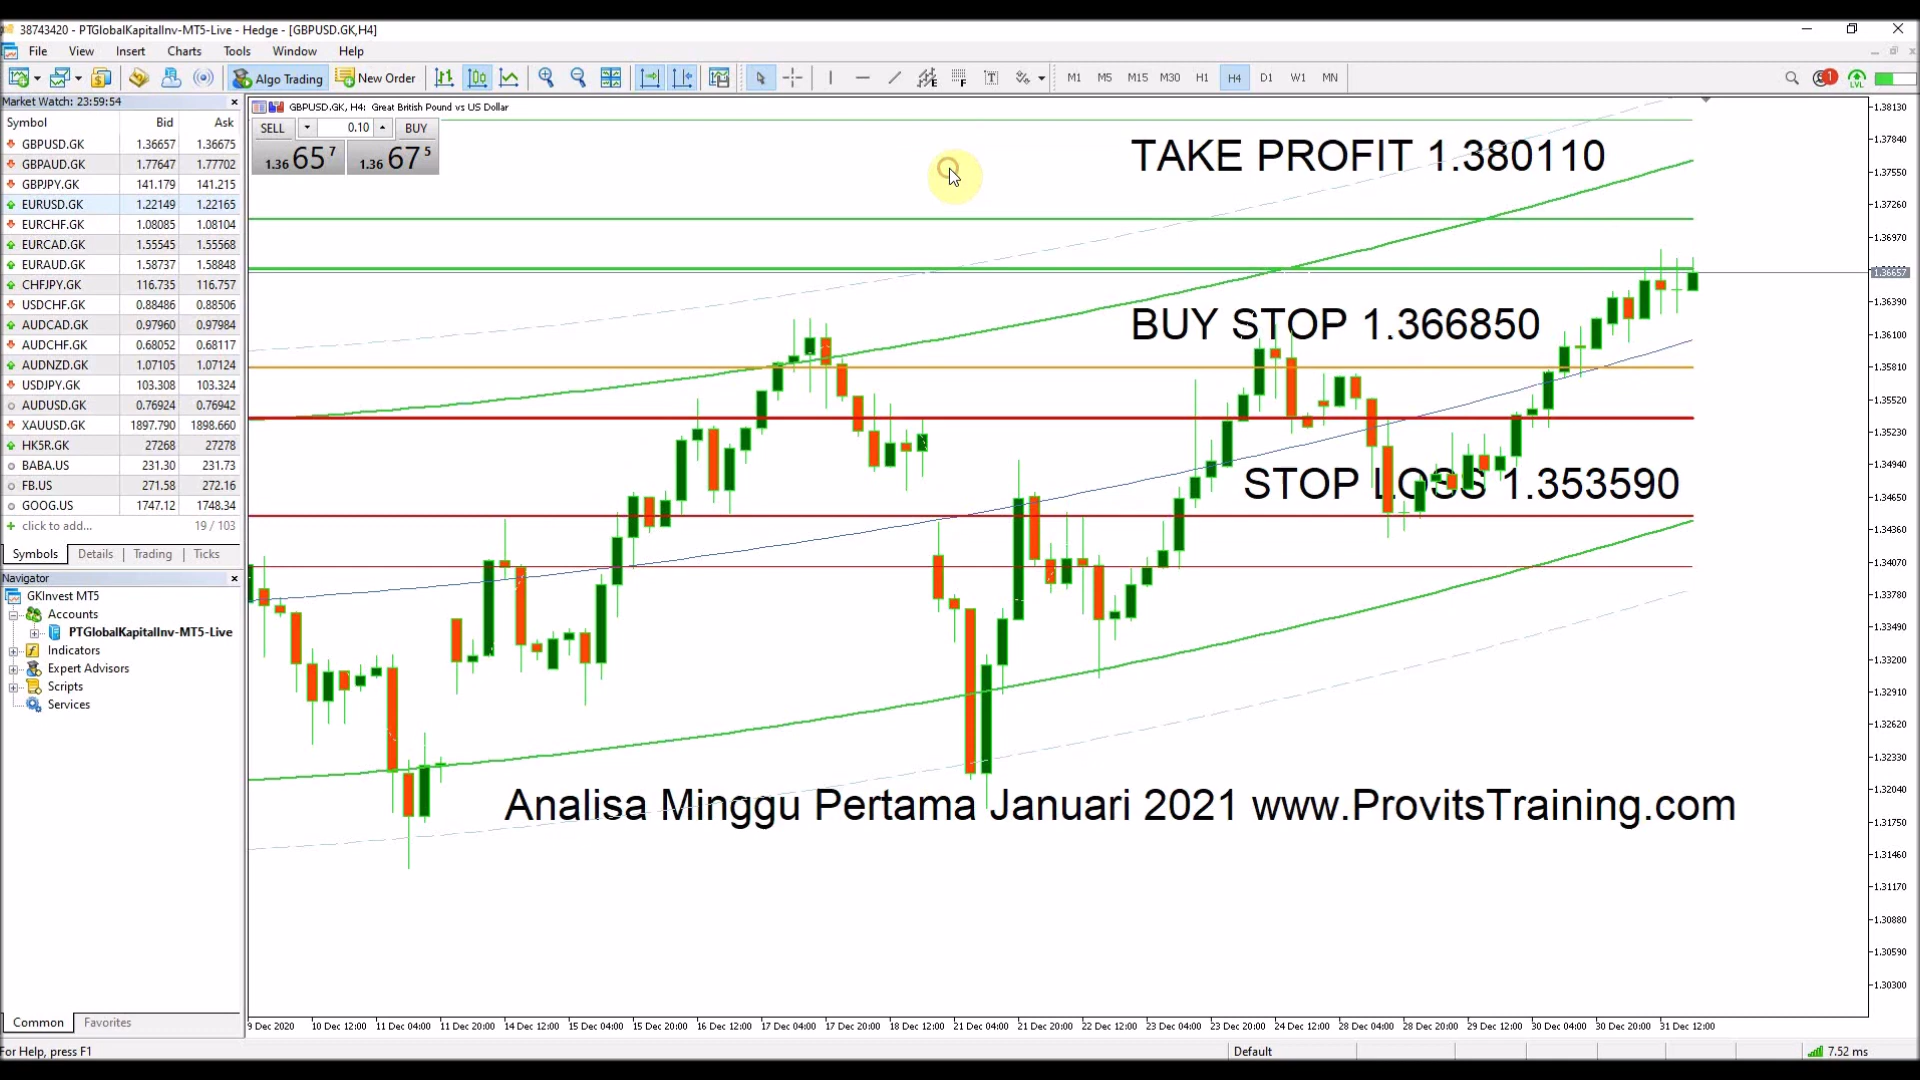 38743420 - PTGlobalKapitalInv-MT5-Live - Hedge - [GBPUSD.GK,H4]
File View Insert Charts Tools Window Help
Algo Trading New Order M1 M5 M15 M30 H1 H4 D1 W1 MN 1 LVL
Market Watch: 23:59:54
Symbol Bid Ask
GBPUSD.GK 1.36657 1.36675
GBPAUD.GK 1.77647 1.77702
GBPJPY.GK 141.179 141.215
EURUSD.GK 1.22149 1.22165
EURCHF.GK 1.08085 1.08104
EURCAD.GK 1.55545 1.55568
EURAUD.GK 1.58737 1.58848
CHFJPY.GK 116.735 116.757
USDCHF.GK 0.88486 0.88506
AUDCAD.GK 0.97960 0.97984
AUDCHF.GK 0.68052 0.68117
AUDNZD.GK 1.07105 1.07124
USDJPY.GK 103.308 103.324
AUDUSD.GK 0.76924 0.76942
XAUUSD.GK 1897.790 1898.660
HK5R.GK 27268 27278
BABA.US 231.30 231.73
FB.US 271.58 272.16
GOOG.US 1747.12 1748.34
click to add... 19 / 103
Symbols Details Trading Ticks
Navigator
GKInvest MT5
Accounts
PTGlobalKapitalInv-MT5-Live
Indicators
Expert Advisors
Scripts
Services
Common Favorites
GBPUSD.GK, H4: Great British Pound vs US Dollar
SELL 0.10 BUY
1.36 65 7 1.36 67 5
TAKE PROFIT 1.380110
BUY STOP 1.366850
STOP LOSS 1.353590
Analisa Minggu Pertama Januari 2021 www.ProvitsTraining.com
1.38130
1.37840
1.37550
1.37260
1.36970
1.36657
1.36390
1.36100
1.35810
1.35520
1.35230
1.34940
1.34650
1.34360
1.34070
1.33780
1.33490
1.33200
1.32910
1.32620
1.32330
1.32040
1.31750
1.31460
1.31170
1.30880
1.30590
1.30300
9 Dec 2020 10 Dec 12:00 11 Dec 04:00 11 Dec 20:00 14 Dec 12:00 15 Dec 04:00 15 Dec 20:00 16 Dec 12:00 17 Dec 04:00 17 Dec 20:00 18 Dec 12:00 21 Dec 04:00 21 Dec 20:00 22 Dec 12:00 23 Dec 04:00 23 Dec 20:00 24 Dec 12:00 28 Dec 04:00 28 Dec 20:00 29 Dec 12:00 30 Dec 04:00 30 Dec 20:00 31 Dec 12:00
For Help, press F1 Default 7.52 ms